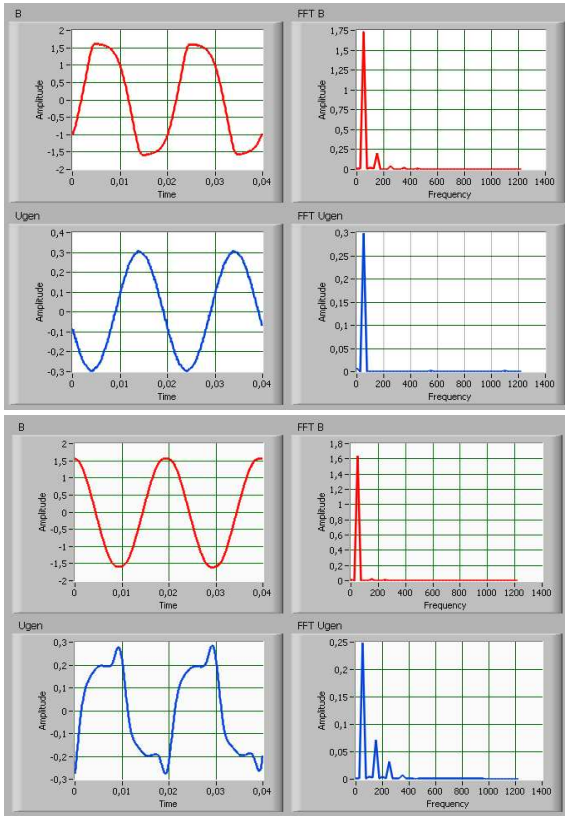 B
FFT B
2-
1,5-
1-
0,5-
0-
-0,5-
-1-
-1,5-
-2-
Amplitude
0 0,01 0,02 0,03 0,04
Time
1,75-
1,5-
1,25-
1-
0,75-
0,5-
0,25-
0-
Amplitude
0 200 400 600 800 1000 1200 1400
Frequency
Ugen
FFT Ugen
0,4-
0,3-
0,2-
0,1-
0-
-0,1-
-0,2-
-0,3-
Amplitude
0 0,01 0,02 0,03 0,04
Time
0,3-
0,25-
0,2-
0,15-
0,1-
0,05-
0-
Amplitude
0 200 400 600 800 1000 1200 1400
Frequency
B
FFT B
2-
1,5-
1-
0,5-
0-
-0,5-
-1-
-1,5-
-2-
Amplitude
0 0,01 0,02 0,03 0,04
Time
1,8-
1,6-
1,4-
1,2-
1-
0,8-
0,6-
0,4-
0,2-
0-
Amplitude
0 200 400 600 800 1000 1200 1400
Frequency
Ugen
FFT Ugen
0,3-
0,2-
0,1-
0-
-0,1-
-0,2-
-0,3-
Amplitude
0 0,01 0,02 0,03 0,04
Time
0,25-
0,2-
0,15-
0,1-
0,05-
0-
Amplitude
0 200 400 600 800 1000 1200 1400
Frequency